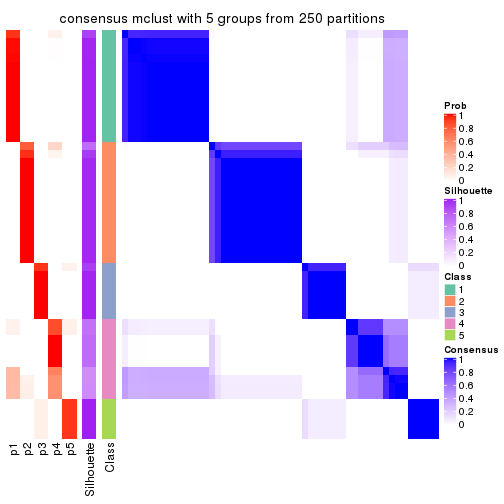 consensus mclust with 5 groups from 250 partitions
Prob
1
0.8
0.6
0.4
0.2
0
Silhouette
1
0.8
0.6
0.4
0.2
0
Class
1
2
3
4
5
Consensus
1
0.8
0.6
0.4
0.2
0
p1
p2
p3
p4
p5
Silhouette
Class